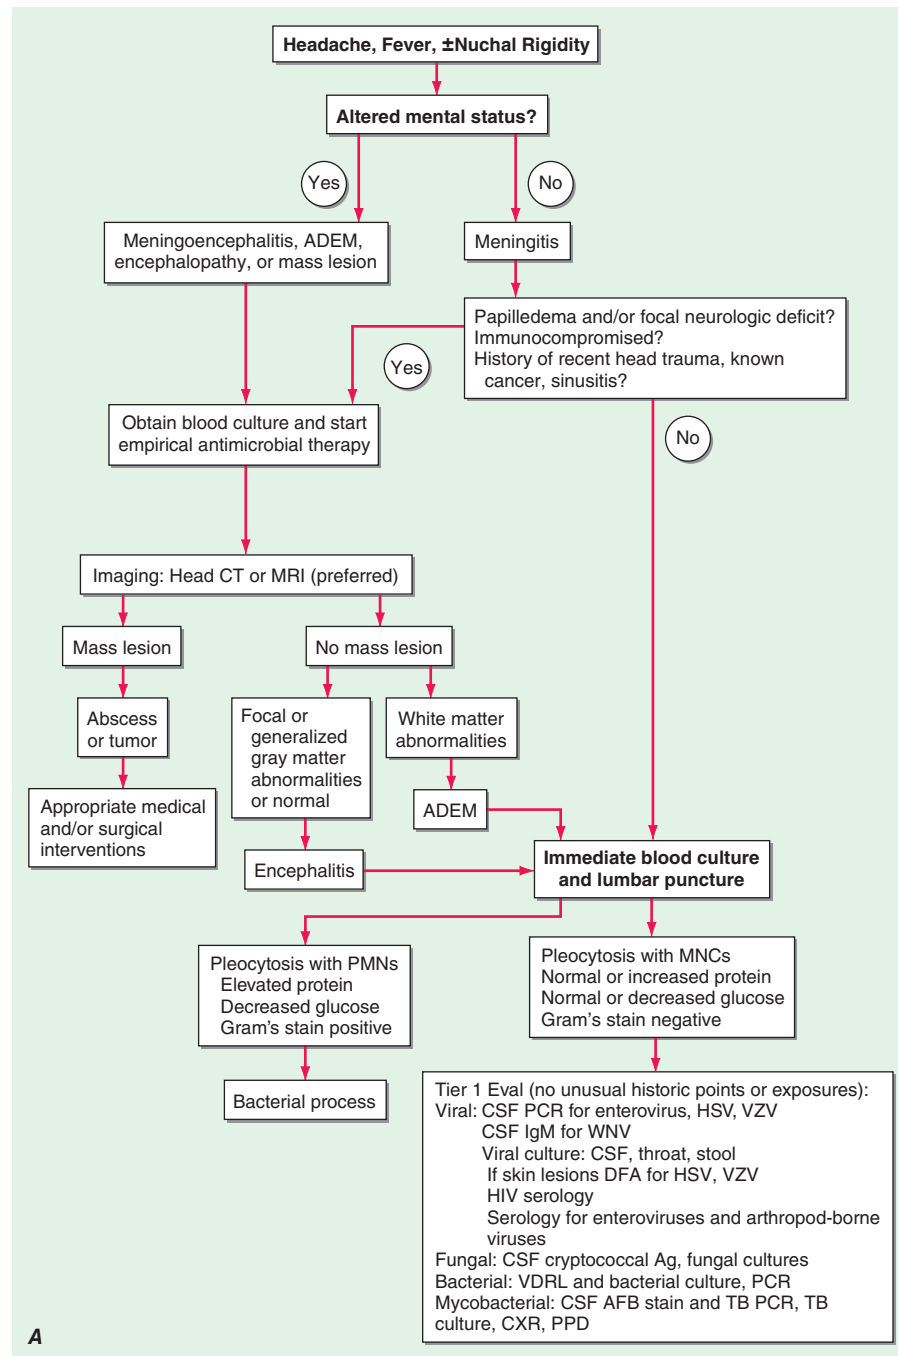 Headache, Fever, ±Nuchal Rigidity
Altered mental status?
Yes
No
Meningoencephalitis, ADEM,
encephalopathy, or mass lesion
Meningitis
Papilledema and/or focal neurologic deficit?
Immunocompromised?
History of recent head trauma, known
cancer, sinusitis?
Yes
Obtain blood culture and start
empirical antimicrobial therapy
No
Imaging: Head CT or MRI (preferred)
Mass lesion
No mass lesion
Abscess
or tumor
Focal or
generalized
gray matter
abnormalities
or normal
White matter
abnormalities
Appropriate medical
and/or surgical
interventions
ADEM
Encephalitis
Immediate blood culture
and lumbar puncture
Pleocytosis with PMNs
Elevated protein
Decreased glucose
Gram's stain positive
Pleocytosis with MNCs
Normal or increased protein
Normal or decreased glucose
Gram's stain negative
Bacterial process
Tier 1 Eval (no unusual historic points or exposures):
Viral: CSF PCR for enterovirus, HSV, VZV
CSF IgM for WNV
Viral culture: CSF, throat, stool
If skin lesions DFA for HSV, VZV
HIV serology
Serology for enteroviruses and arthropod-borne
viruses
Fungal: CSF cryptococcal Ag, fungal cultures
Bacterial: VDRL and bacterial culture, PCR
Mycobacterial: CSF AFB stain and TB PCR, TB
culture, CXR, PPD
A